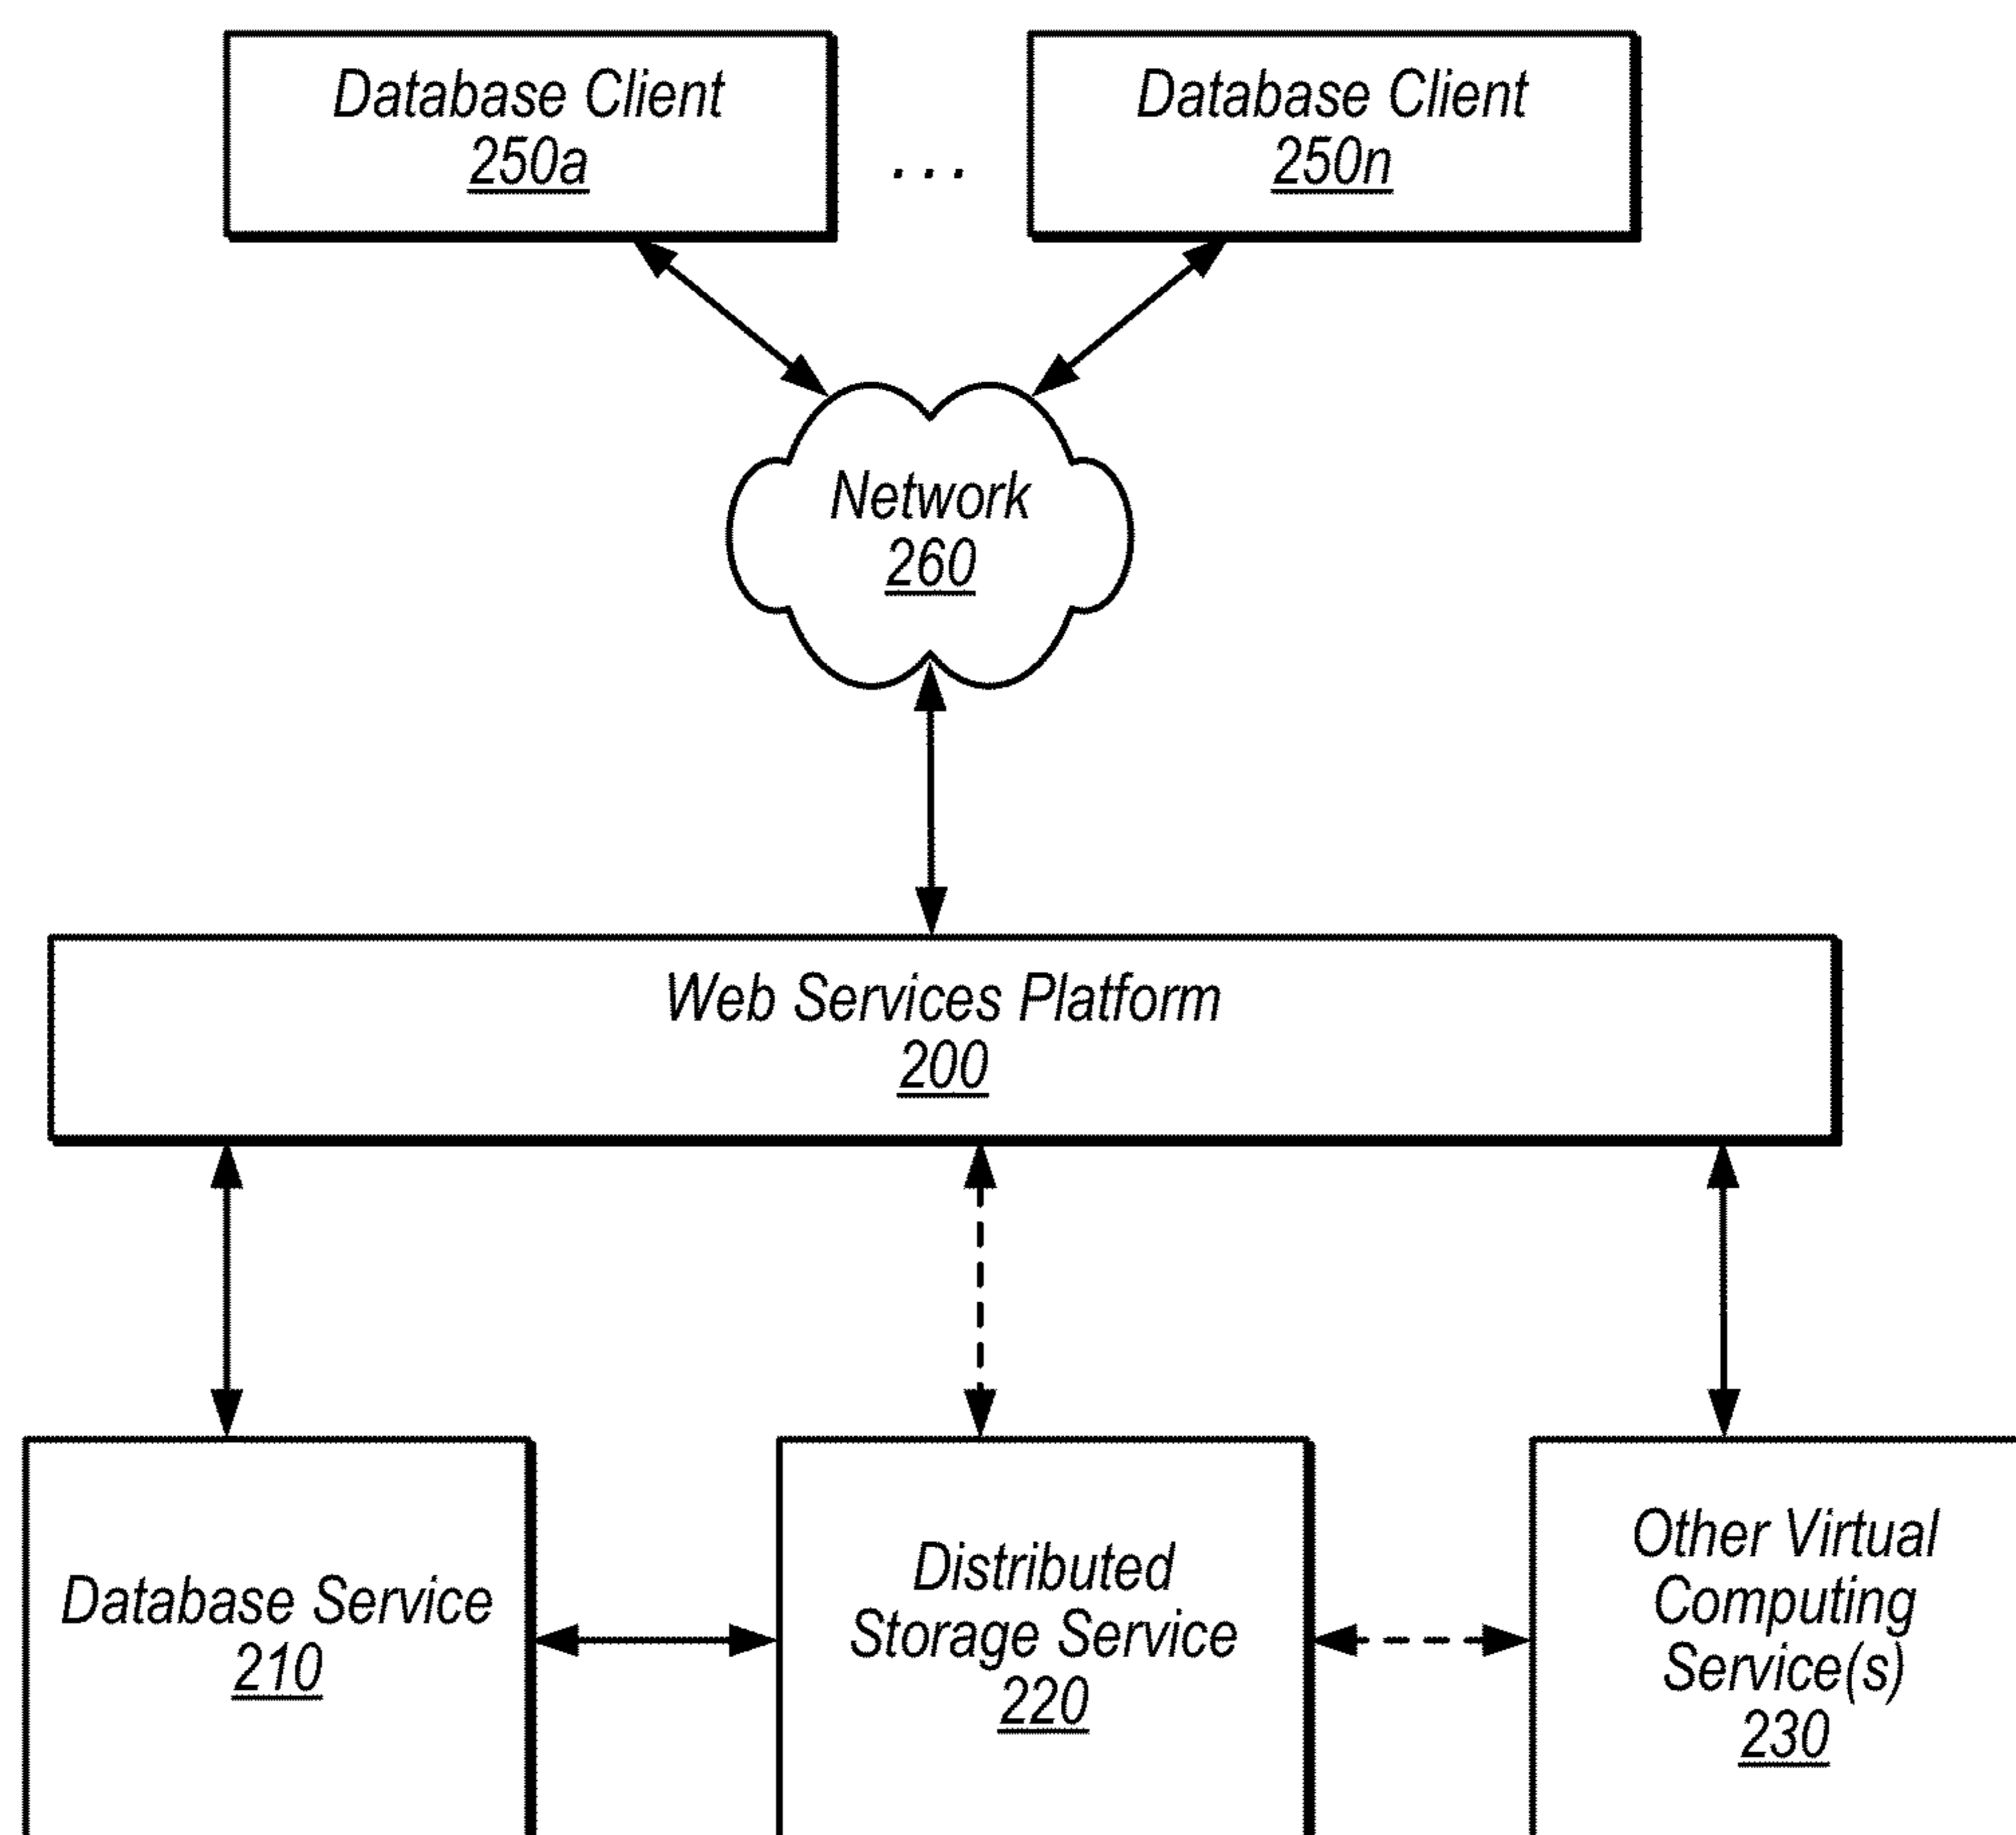 Database Client
250a
...
Database Client
250n
Network
260
Web Services Platform
200
Database Service
210
Distributed
Storage Service
220
Other Virtual
Computing
Service(s)
230